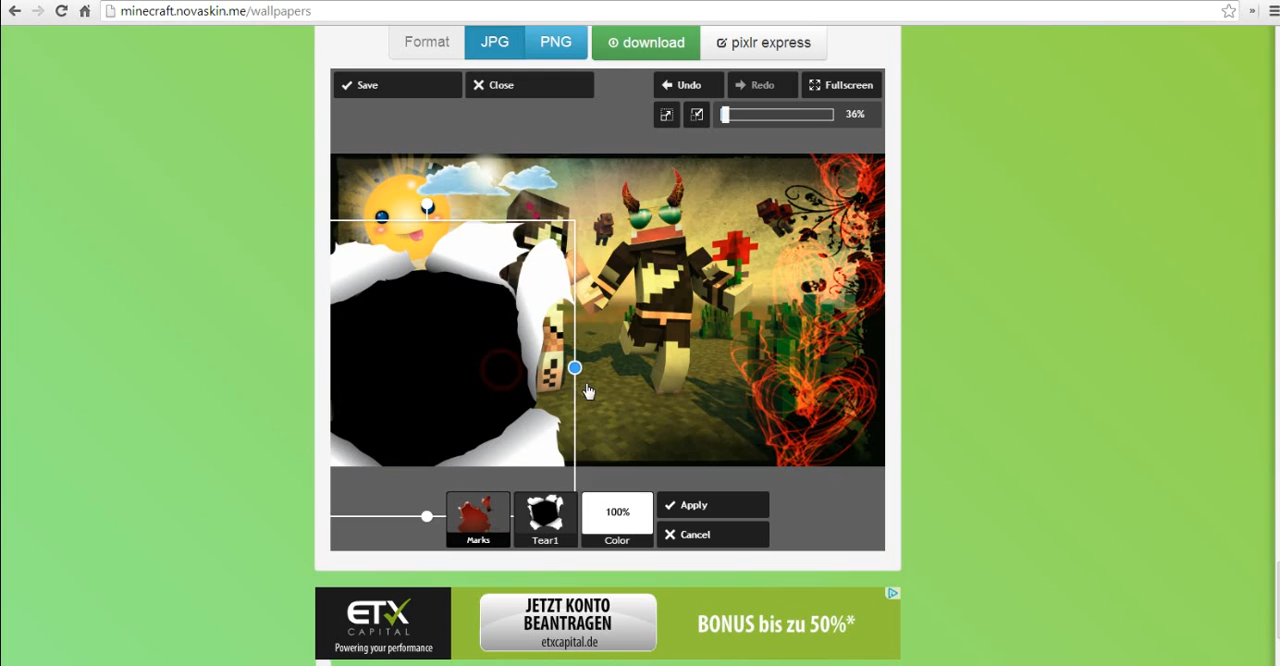 minecraft.novaskin.me/wallpapers
Format JPG PNG download pixlr express
Save Close Undo Redo Fullscreen
36%
100%
Marks Tear1 Color
Apply
Cancel
ETX
CAPITAL
Powering your performance
JETZT KONTO
BEANTRAGEN
etxcapital.de
BONUS bis zu 50%*